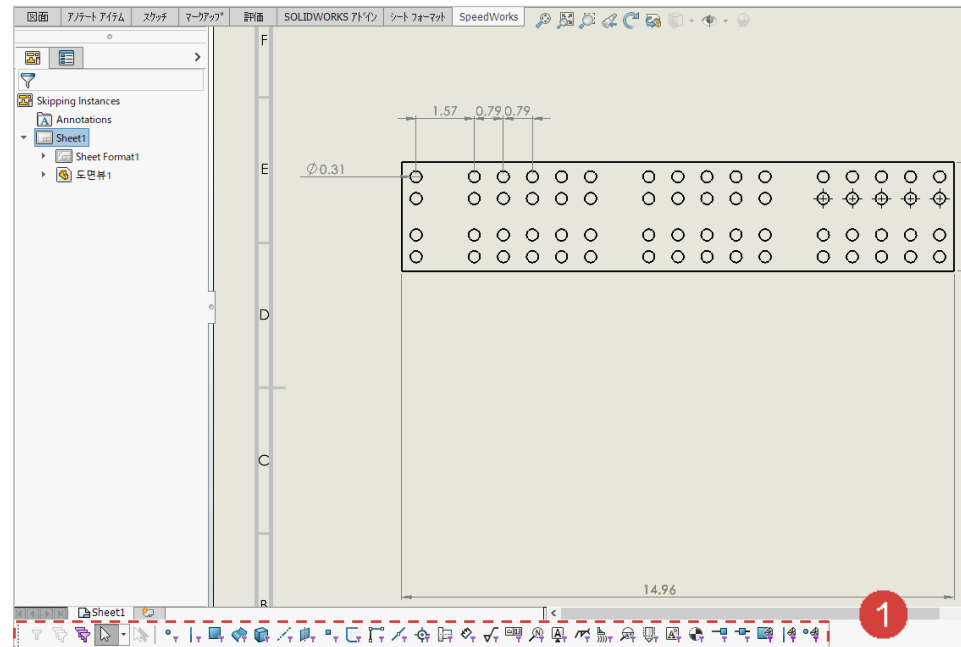 図面 アノテート アイテム スケッチ マークアップ 評価 SOLIDWORKS アドイン シート フォーマット SpeedWorks
F
Skipping Instances
Annotations
Sheet1
Sheet Format1
도면뷰1
1.57 0.79 0.79
E
Ø0.31
D
C
14.96
B
Sheet1
1